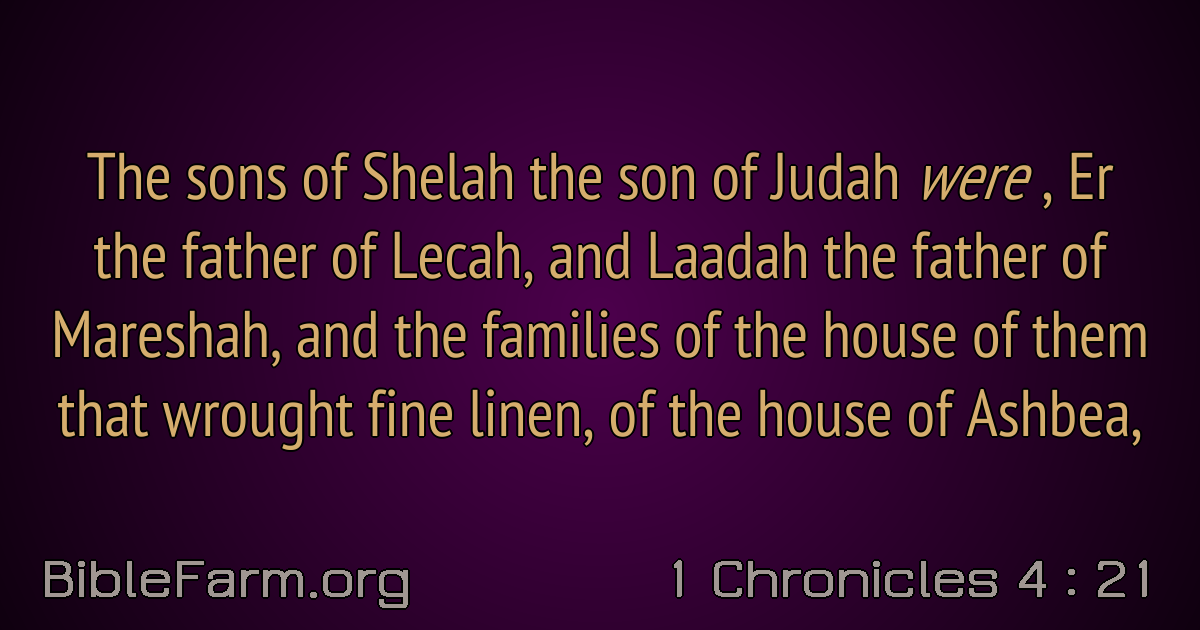 The sons of Shelah the son of Judah were , Er
the father of Lecah, and Laadah the father of
Mareshah, and the families of the house of them
that wrought fine linen, of the house of Ashbea,
BibleFarm.org
1 Chronicles 4 : 21